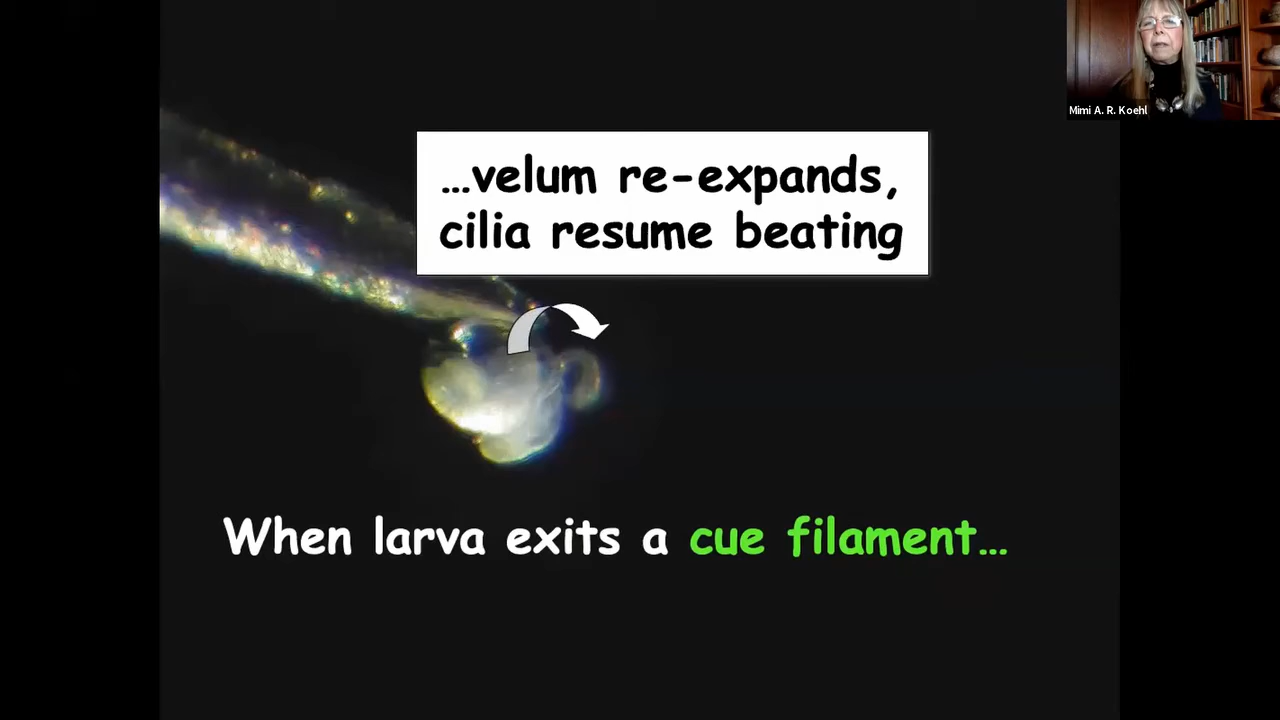 Mimi A. R. Koehl
...velum re-expands,
cilia resume beating
When larva exits a cue filament...